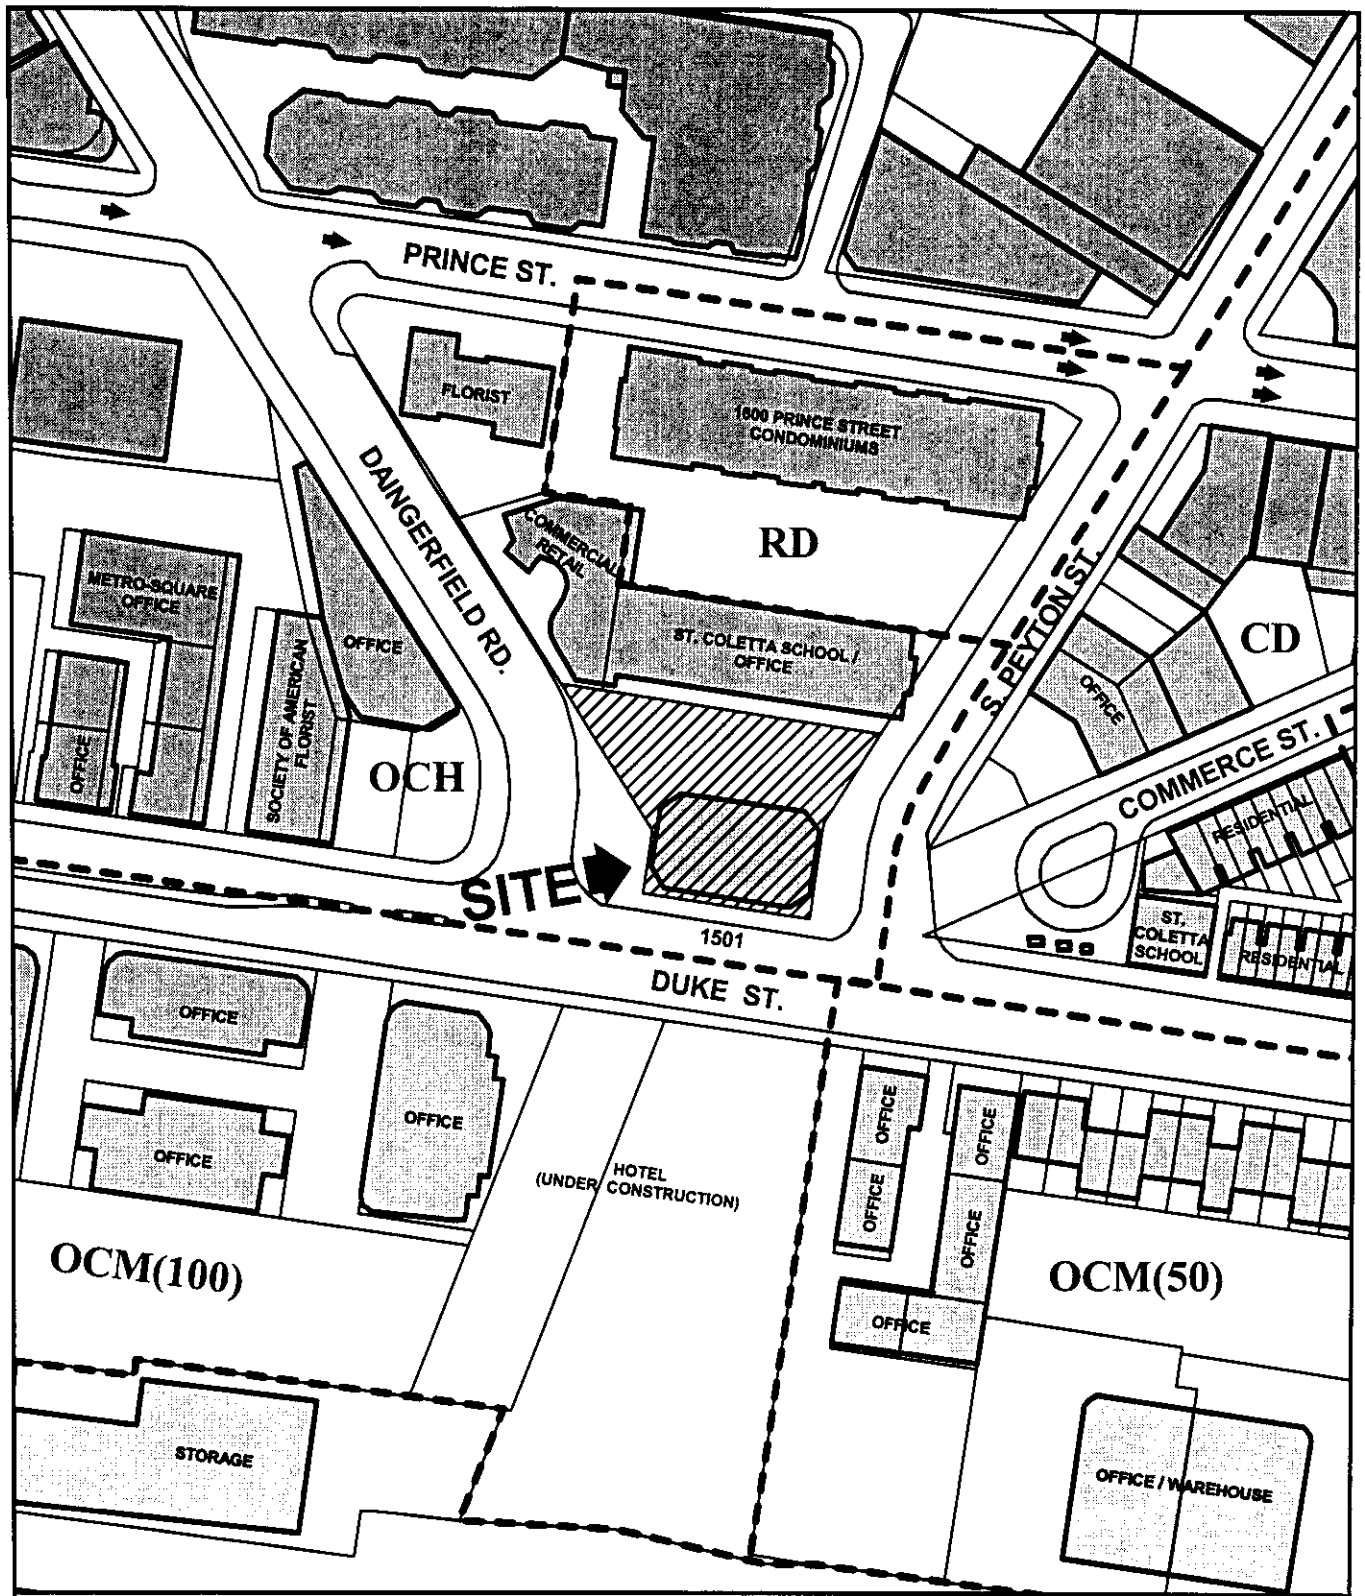 PRINCE ST.
FLORIST
1600 PRINCE STREET
CONDOMINIUMS
DAINGERFIELD RD.
COMMERCIAL
RETAIL
RD
S. PEYTON ST.
METRO-SQUARE
OFFICE
OFFICE
ST. COLETTA SCHOOL /
OFFICE
CD
OFFICE
SOCIETY OF AMERICAN
FLORIST
OFFICE
OCH
COMMERCE ST.
RESIDENTIAL
SITE
1501
ST.
COLETTA
SCHOOL
RESIDENTIAL
DUKE ST.
OFFICE
OFFICE
OFFICE
OFFICE
OFFICE
HOTEL
(UNDER CONSTRUCTION)
OFFICE
OFFICE
OCM(100)
OCM(50)
OFFICE
STORAGE
OFFICE / WAREHOUSE